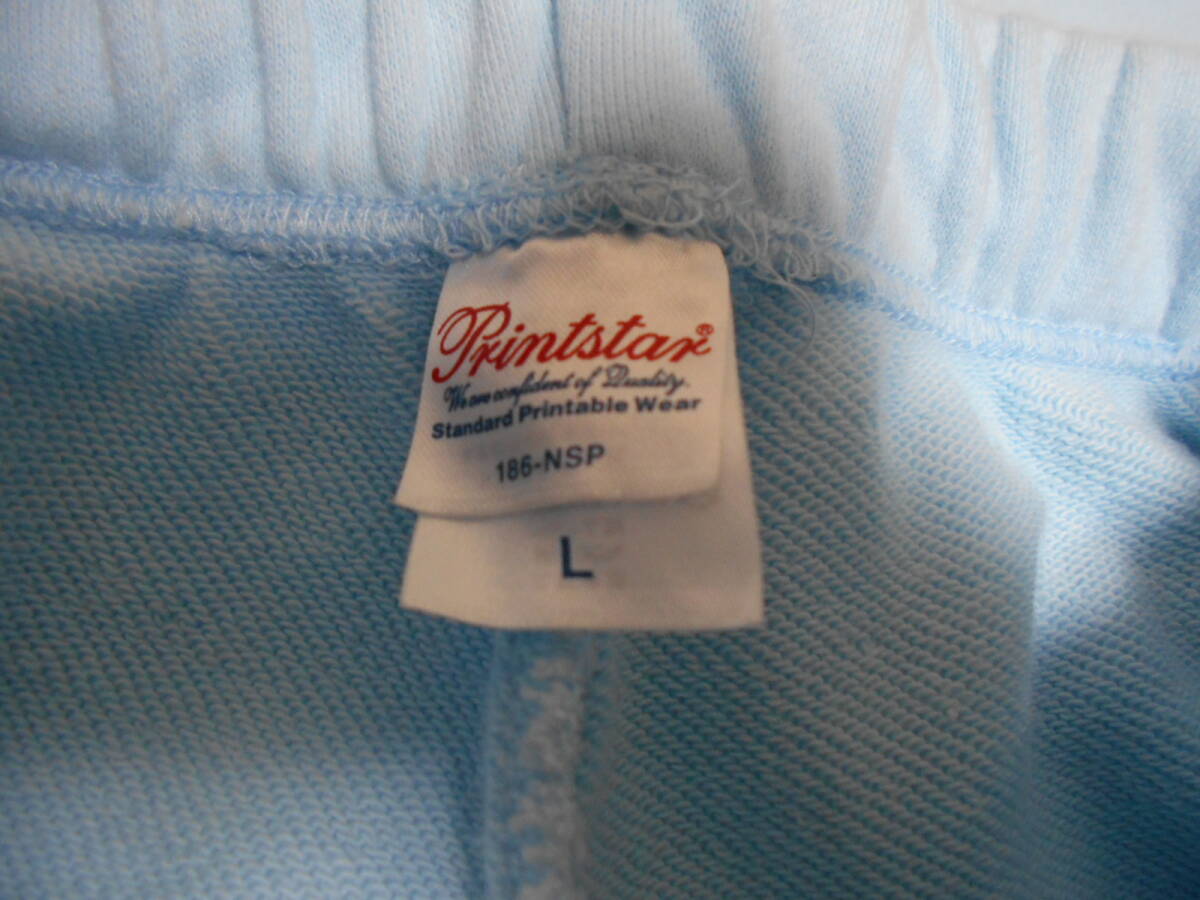 Printstar®
We are confident of Quality.
Standard Printable Wear
186-NSP
L